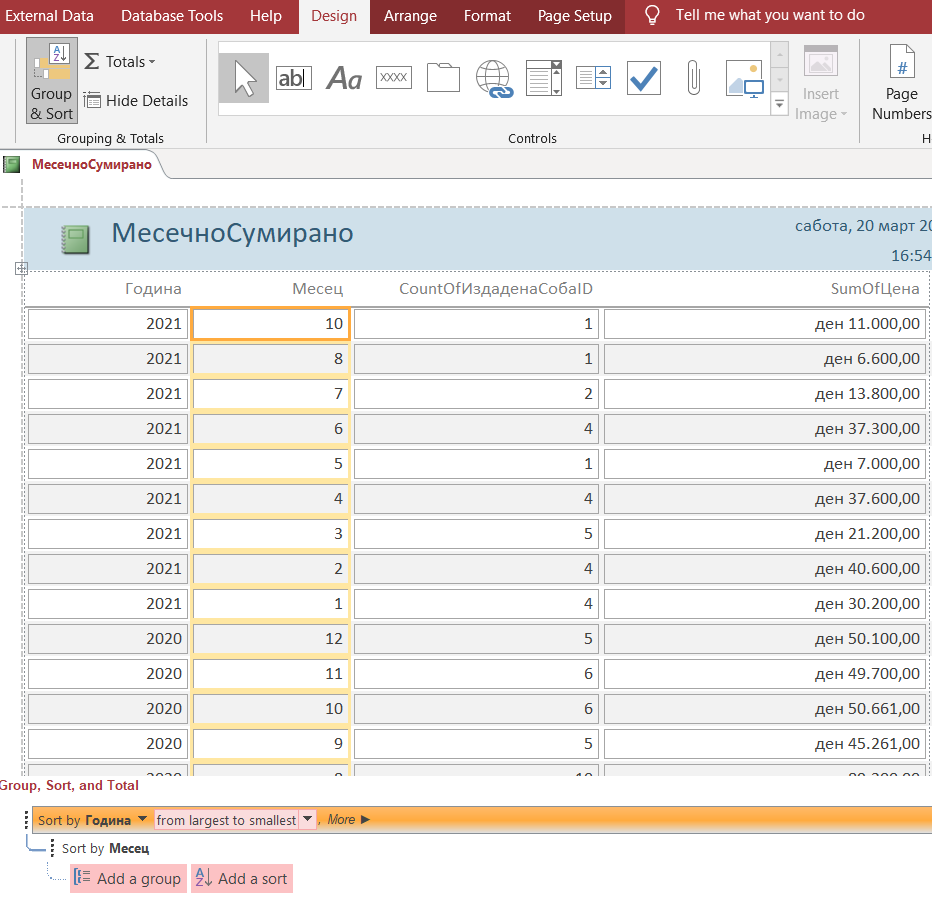 External Data Database Tools Help Design Arrange Format Page Setup Tell me what you want to do
Group & Sort
Totals
Hide Details
Grouping & Totals
ab
Aa
XXXX
Controls
Insert Image
Page Numbers
#
H
МесечноСумирано
МесечноСумирано
сабота, 20 март 20
16:54
Година Месец CountOfИздаденаСобаID SumOfЦена
2021 10 1 ден 11.000,00
2021 8 1 ден 6.600,00
2021 7 2 ден 13.800,00
2021 6 4 ден 37.300,00
2021 5 1 ден 7.000,00
2021 4 4 ден 37.600,00
2021 3 5 ден 21.200,00
2021 2 4 ден 40.600,00
2021 1 4 ден 30.200,00
2020 12 5 ден 50.100,00
2020 11 6 ден 49.700,00
2020 10 6 ден 50.661,00
2020 9 5 ден 45.261,00
Group, Sort, and Total
Sort by Година from largest to smallest , More
Sort by Месец
Add a group Add a sort